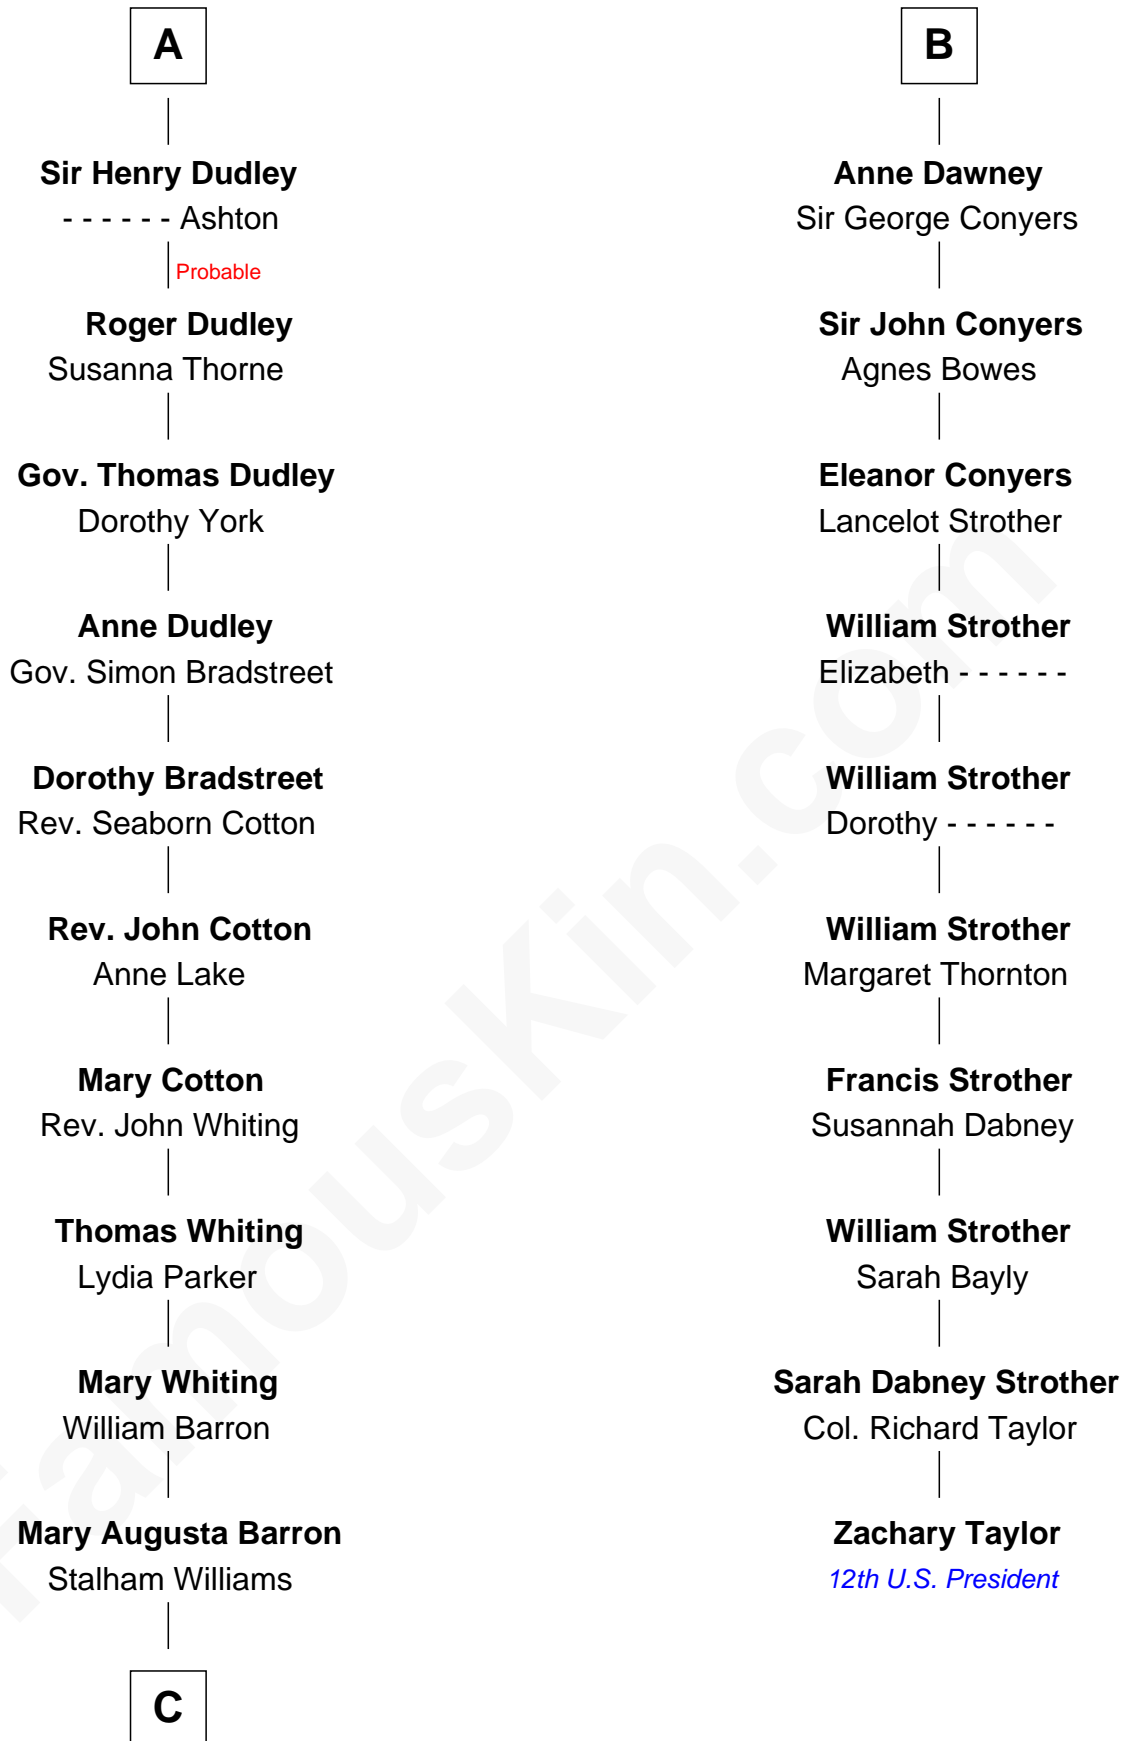 A
Sir Henry Dudley
- - - - - - Ashton
Probable
Roger Dudley
Susanna Thorne
Gov. Thomas Dudley
Dorothy York
Anne Dudley
Gov. Simon Bradstreet
Dorothy Bradstreet
Rev. Seaborn Cotton
Rev. John Cotton
Anne Lake
Mary Cotton
Rev. John Whiting
Thomas Whiting
Lydia Parker
Mary Whiting
William Barron
Mary Augusta Barron
Stalham Williams
C
B
Anne Dawney
Sir George Conyers
Sir John Conyers
Agnes Bowes
Eleanor Conyers
Lancelot Strother
William Strother
Elizabeth - - - - - -
William Strother
Dorothy - - - - - -
William Strother
Margaret Thornton
Francis Strother
Susannah Dabney
William Strother
Sarah Bayly
Sarah Dabney Strother
Col. Richard Taylor
Zachary Taylor
12th U.S. President
FamousKin.com